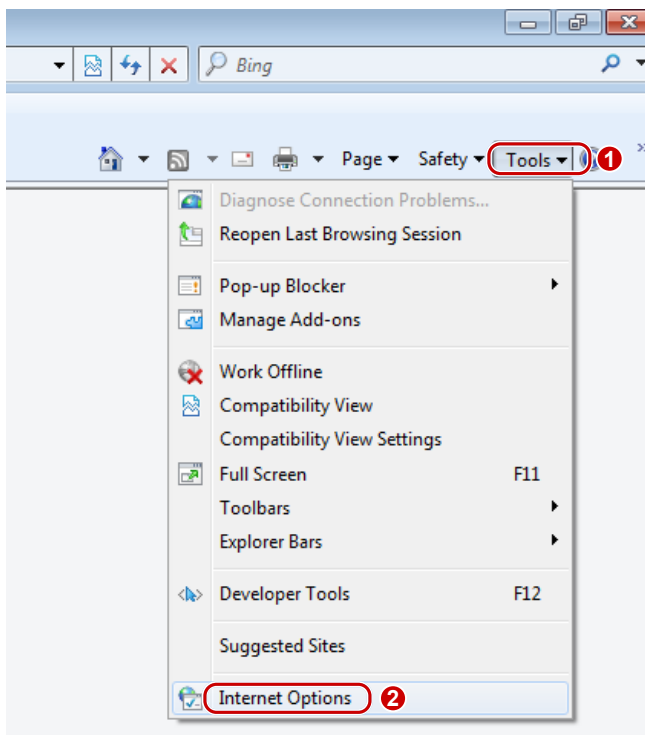 Bing
Page Safety Tools 1
Diagnose Connection Problems...
Reopen Last Browsing Session
Pop-up Blocker
Manage Add-ons
Work Offline
Compatibility View
Compatibility View Settings
Full Screen F11
Toolbars
Explorer Bars
Developer Tools F12
Suggested Sites
Internet Options 2